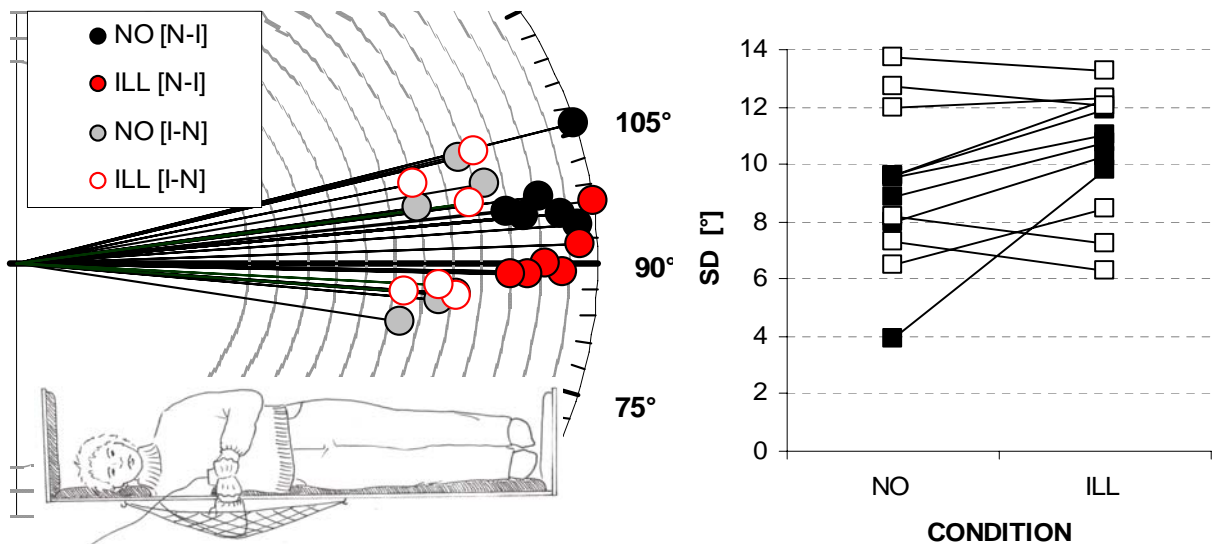 NO [N-I]
ILL [N-I]
NO [I-N]
ILL [I-N]
105°
90°
75°
SD [°]
14
12
10
8
6
4
2
0
NO ILL
CONDITION